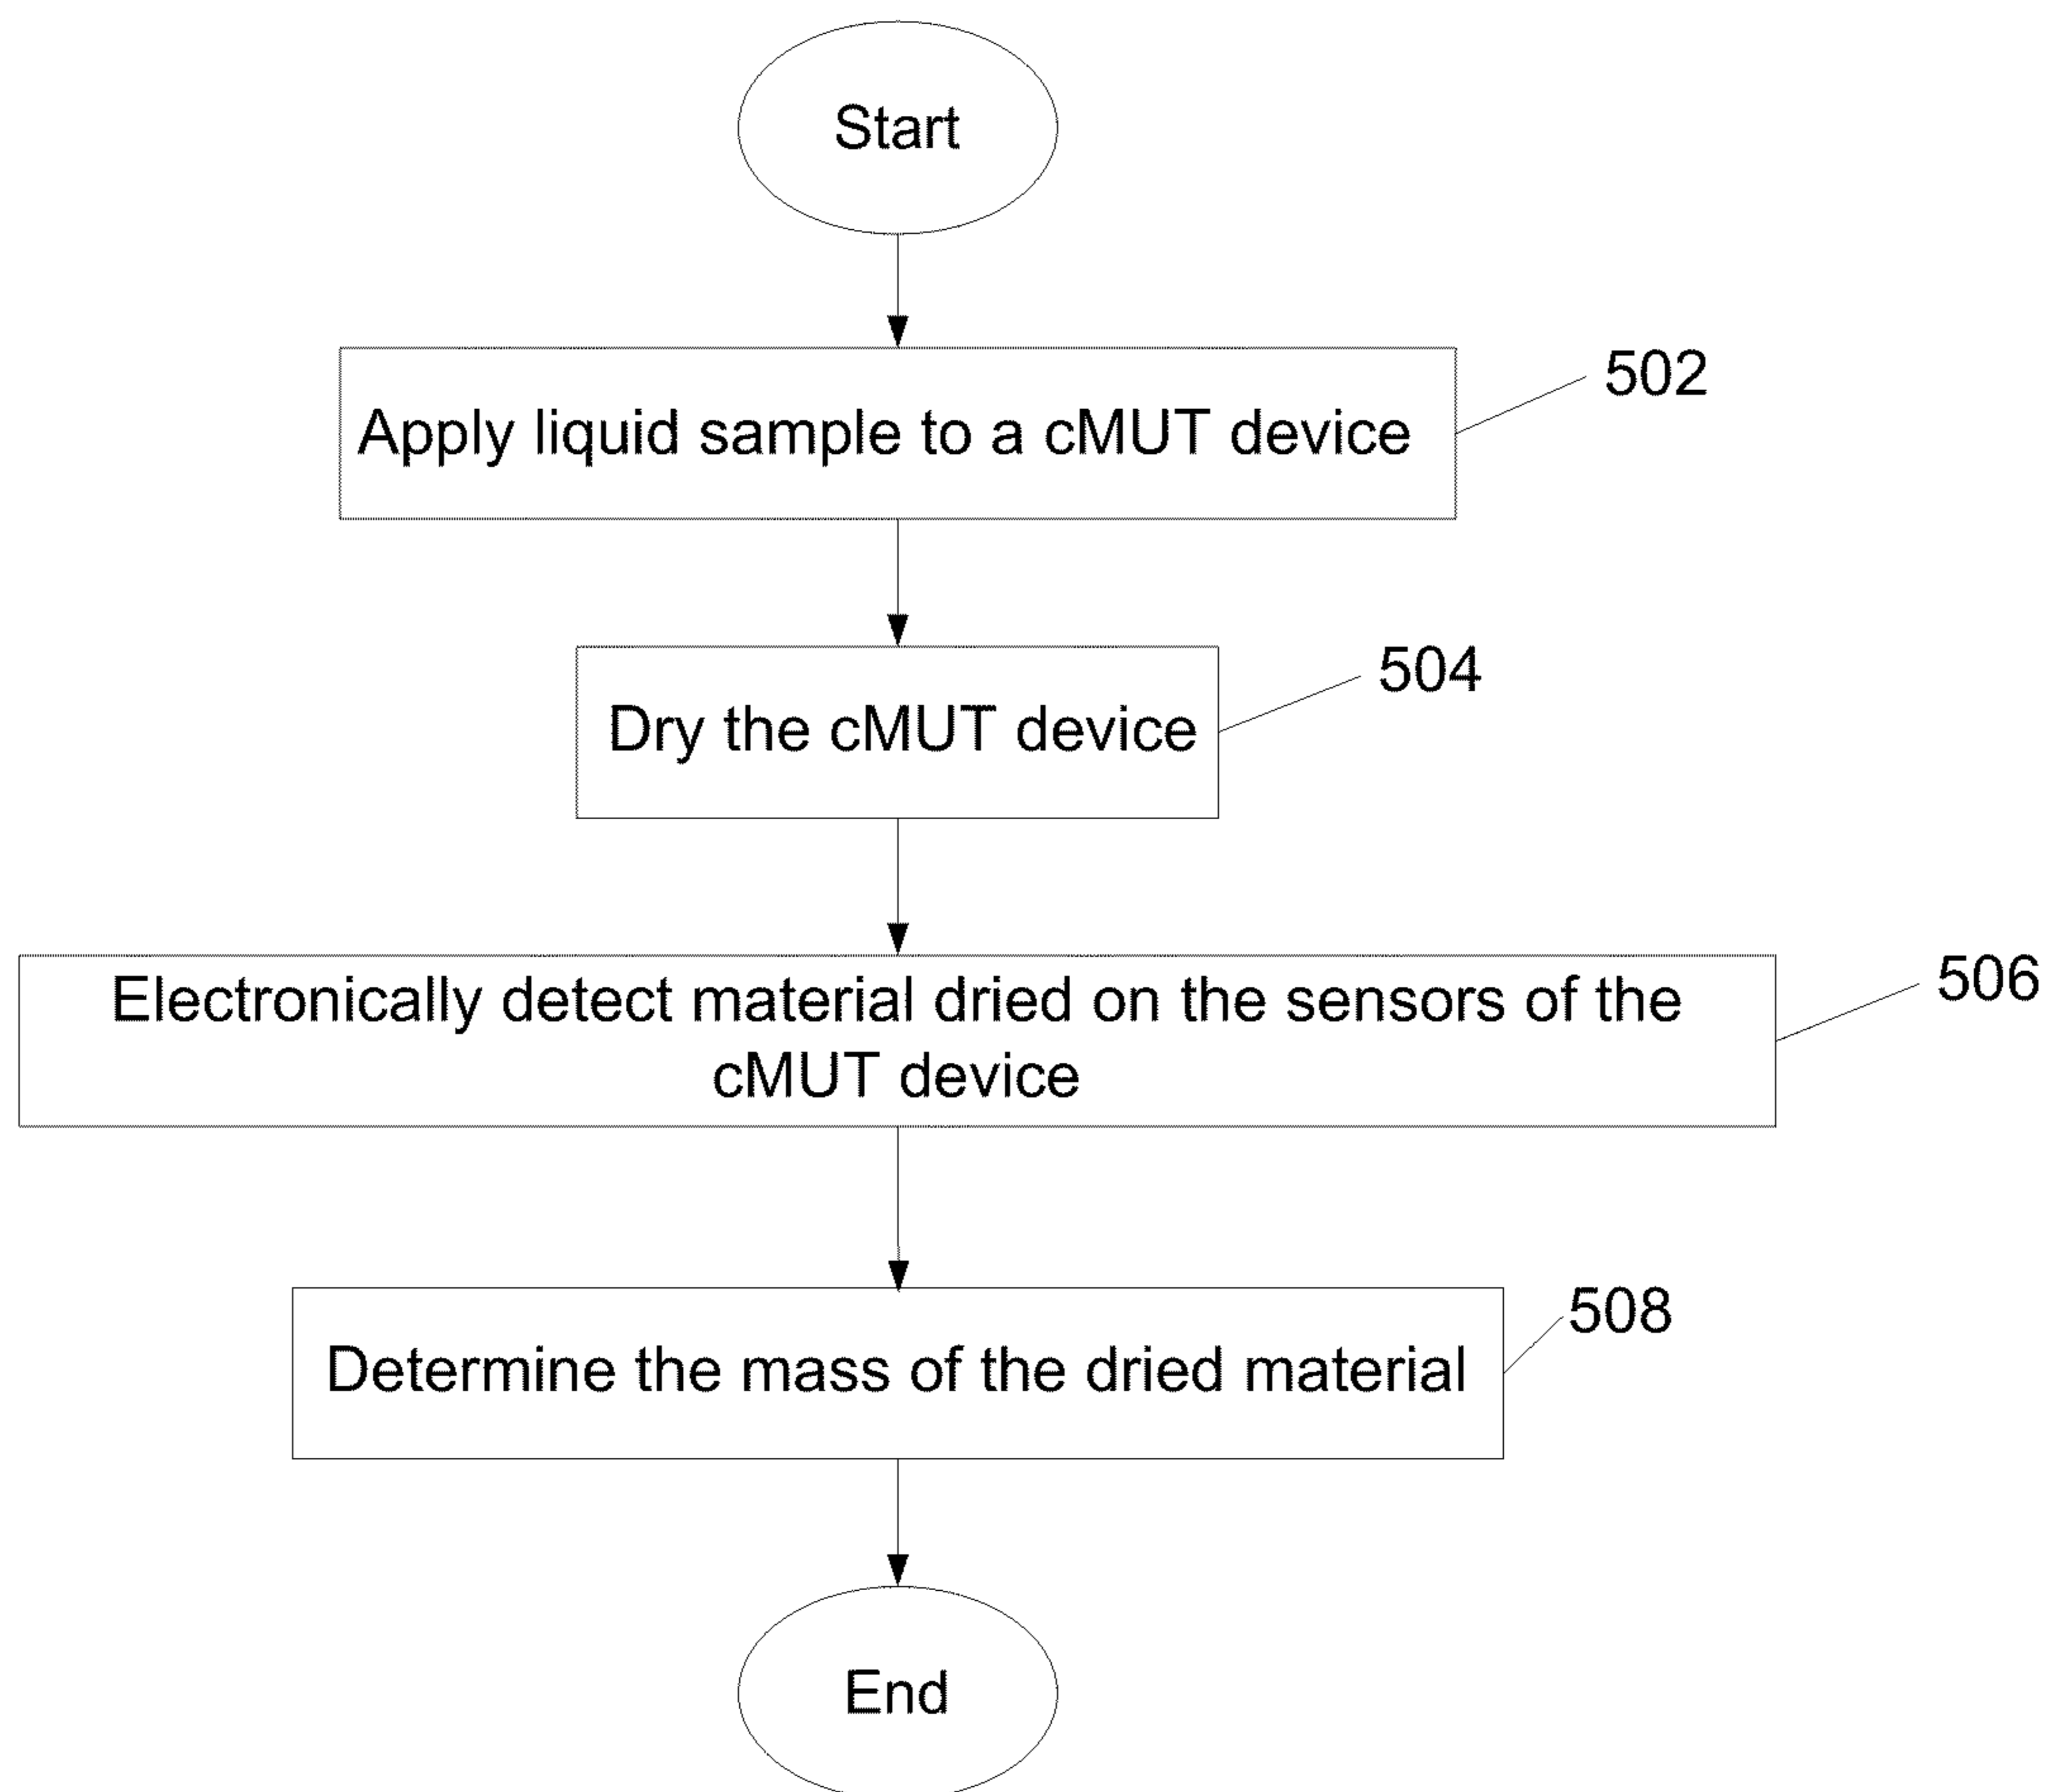 Start
502
Apply liquid sample to a cMUT device
504
Dry the cMUT device
506
Electronically detect material dried on the sensors of the
cMUT device
508
Determine the mass of the dried material
End